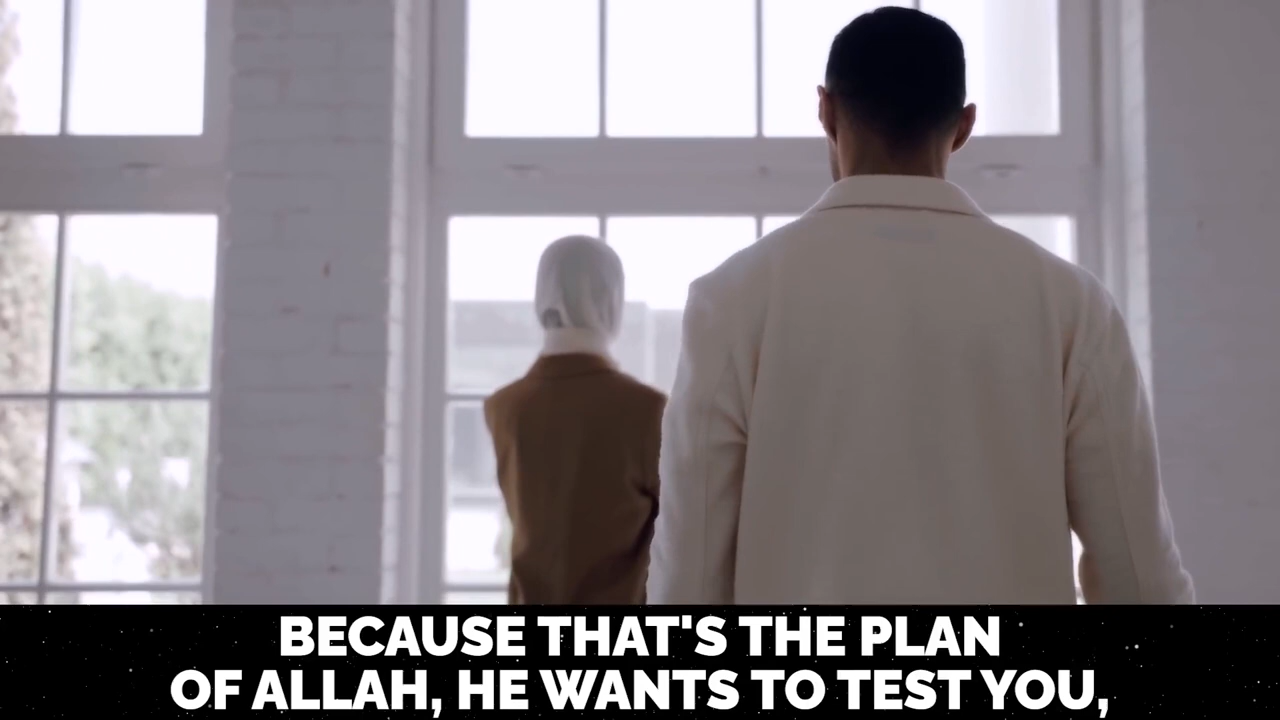 BECAUSE THAT'S THE PLAN
OF ALLAH, HE WANTS TO TEST YOU,